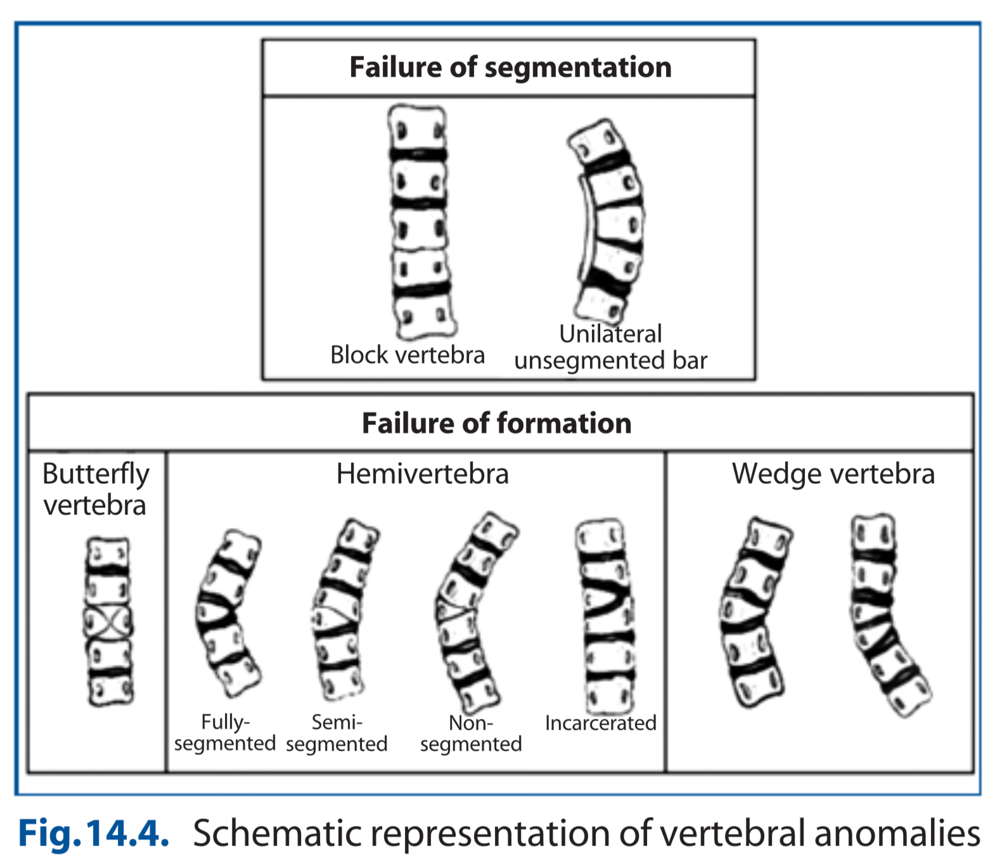 Failure of segmentation
Block vertebra
Unilateral
unsegmented bar
Failure of formation
Butterfly
vertebra
Hemivertebra
Wedge vertebra
Fully-
segmented
Semi-
segmented
Non-
segmented
Incarcerated
Fig.14.4. Schematic representation of vertebral anomalies